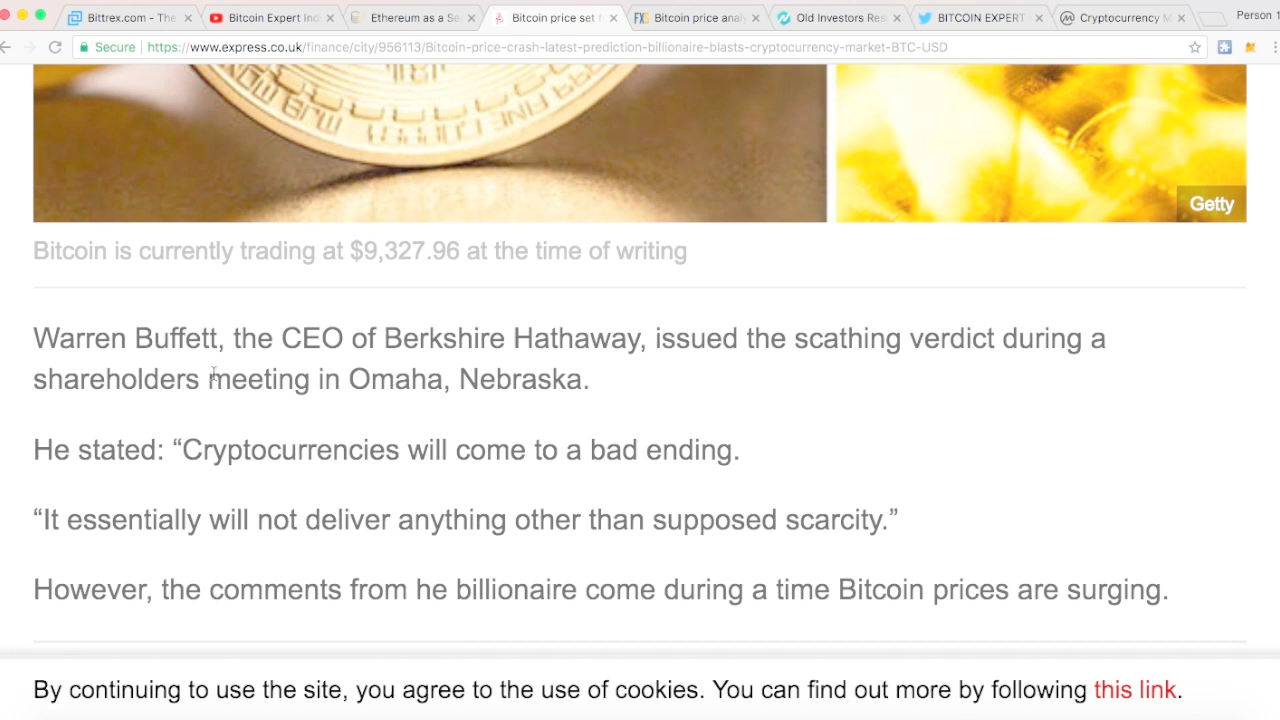 Bittrex.com - The
Bitcoin Expert Ind
Ethereum as a Se
Bitcoin price set f
Bitcoin price analy
Old Investors Res
BITCOIN EXPERT
Cryptocurrency M
Person 1
Secure
https://www.express.co.uk/finance/city/956113/Bitcoin-price-crash-latest-prediction-billionaire-blasts-cryptocurrency-market-BTC-USD
Getty
Bitcoin is currently trading at $9,327.96 at the time of writing
Warren Buffett, the CEO of Berkshire Hathaway, issued the scathing verdict during a
shareholders meeting in Omaha, Nebraska.
He stated: “Cryptocurrencies will come to a bad ending.
“It essentially will not deliver anything other than supposed scarcity.”
However, the comments from he billionaire come during a time Bitcoin prices are surging.
By continuing to use the site, you agree to the use of cookies. You can find out more by following this link.